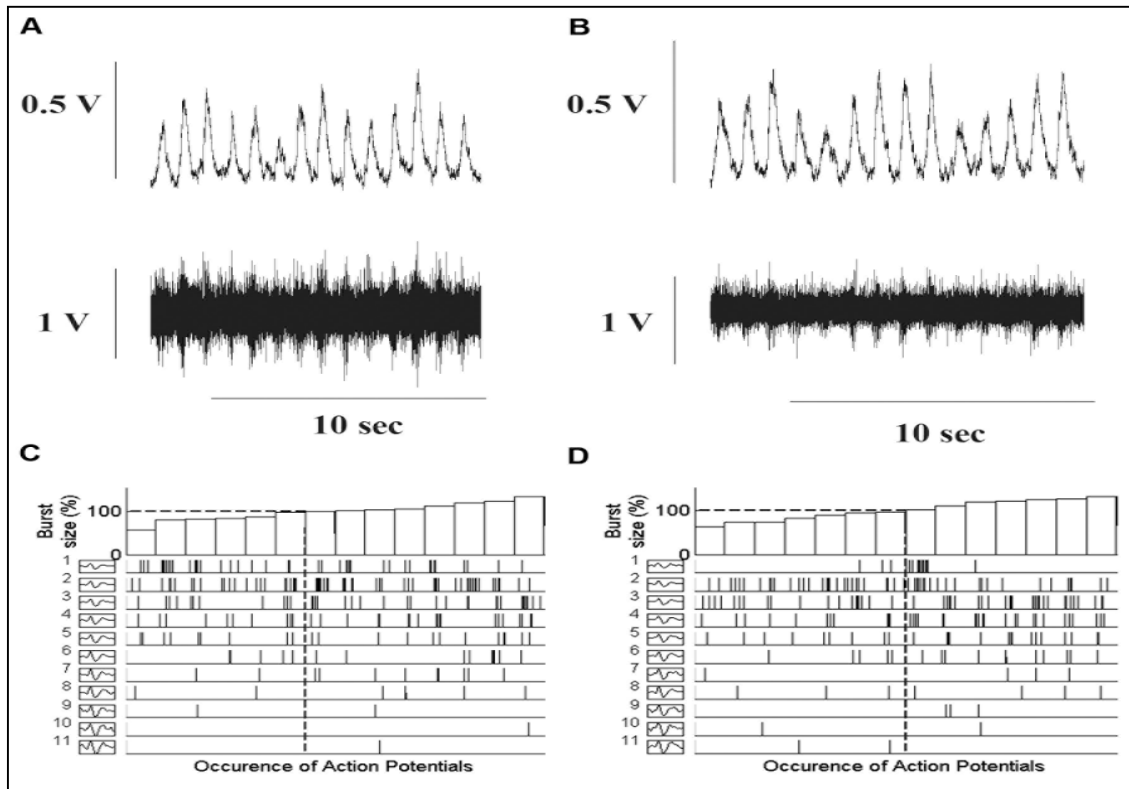 A
0.5 V
1 V
10 sec
B
0.5 V
1 V
10 sec
C
Burst
size (%)
100
0
1
2
3
4
5
6
7
8
9
10
11
Occurence of Action Potentials
D
Burst
size (%)
100
0
1
2
3
4
5
6
7
8
9
10
11
Occurence of Action Potentials